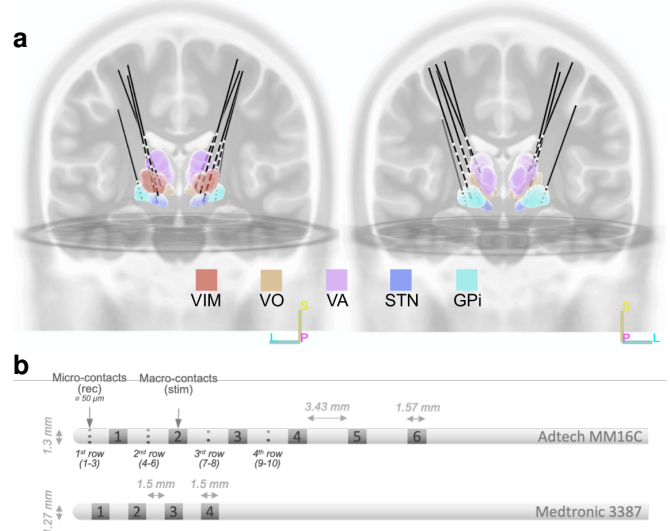 a
VIM VO VA STN GPi
S
L P
S
P L
b
Micro-contacts
(rec)
ø 50 µm
Macro-contacts
(stim)
3.43 mm 1.57 mm
1.3 mm
1 2 3 4 5 6 Adtech MM16C
1st row
(1-3)
2nd row
(4-6)
3rd row
(7-8)
4th row
(9-10)
1.5 mm 1.5 mm
1.27 mm
1 2 3 4 Medtronic 3387